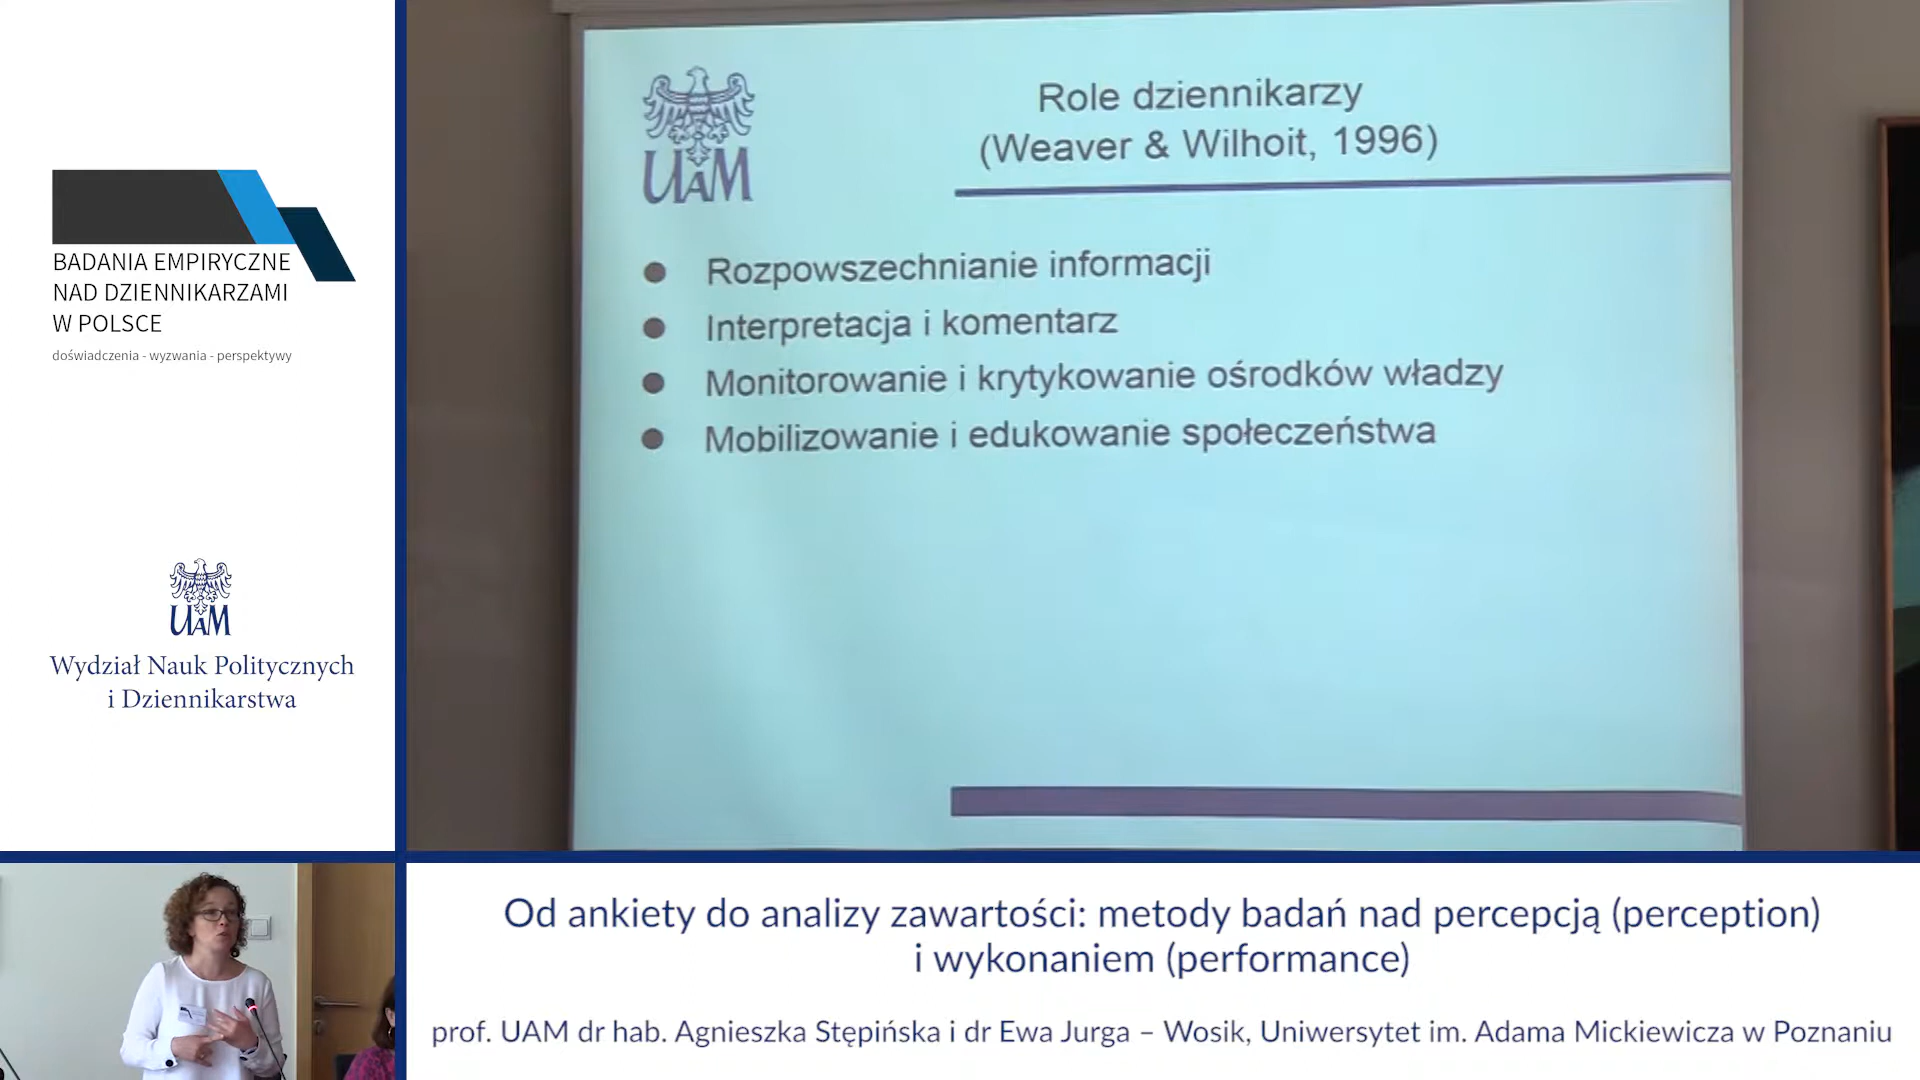 BADANIA EMPIRYCZNE
NAD DZIENNIKARZAMI
W POLSCE
doświadczenia - wyzwania - perspektywy
UAM
Wydział Nauk Politycznych
i Dziennikarstwa
UAM
Role dziennikarzy
(Weaver & Wilhoit, 1996)
Rozpowszechnianie informacji
Interpretacja i komentarz
Monitorowanie i krytykowanie ośrodków władzy
Mobilizowanie i edukowanie społeczeństwa
Od ankiety do analizy zawartości: metody badań nad percepcją (perception)
i wykonaniem (performance)
prof. UAM dr hab. Agnieszka Stępińska i dr Ewa Jurga – Wosik, Uniwersytet im. Adama Mickiewicza w Poznaniu